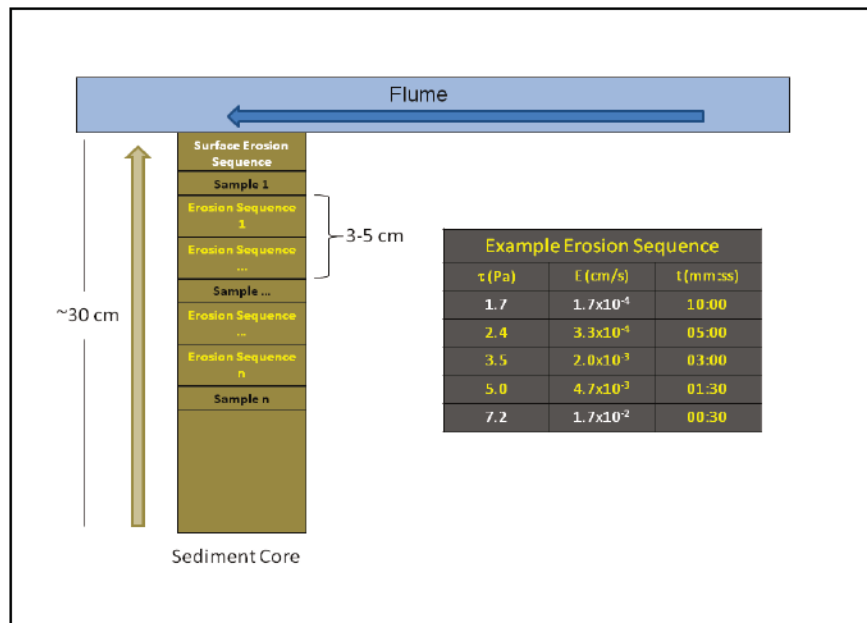 Flume
Surface Erosion
Sequence
Sample 1
Erosion Sequence
1
Erosion Sequence
...
Sample ...
Erosion Sequence
...
Erosion Sequence
n
Sample n
3-5 cm
~30 cm
Sediment Core
Example Erosion Sequence
τ (Pa) E (cm/s) t (mm:ss)
1.7 1.7x10⁻⁴ 10:00
2.4 3.3x10⁻⁴ 05:00
3.5 2.0x10⁻³ 03:00
5.0 4.7x10⁻³ 01:30
7.2 1.7x10⁻² 00:30